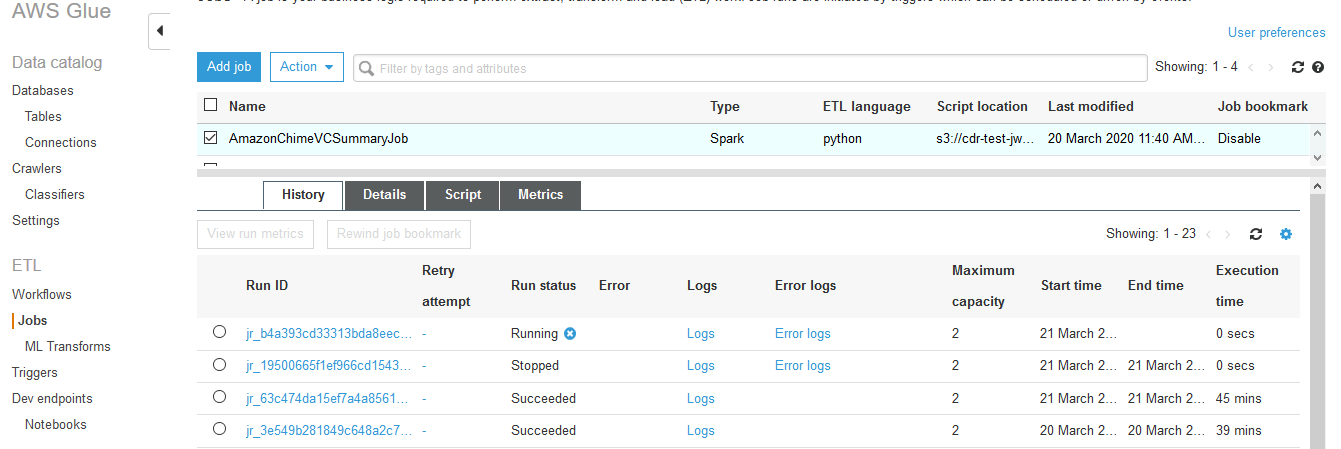 AWS Glue
User preferences
Data catalog
Databases
Tables
Connections
Crawlers
Classifiers
Settings
ETL
Workflows
Jobs
ML Transforms
Triggers
Dev endpoints
Notebooks
Add job Action Filter by tags and attributes Showing: 1 - 4
Name Type ETL language Script location Last modified Job bookmark
AmazonChimeVCSummaryJob Spark python s3://cdr-test-jw... 20 March 2020 11:40 AM... Disable
History Details Script Metrics
View run metrics Rewind job bookmark Showing: 1 - 23
Run ID Retry attempt Run status Error Logs Error logs Maximum capacity Start time End time Execution time
jr_b4a393cd33313bda8eec... - Running Logs Error logs 2 21 March 2... 0 secs
jr_19500665f1ef966cd1543... - Stopped Logs Error logs 2 21 March 2... 21 March 2... 0 secs
jr_63c474da15ef7a4a8561... - Succeeded Logs 2 21 March 2... 21 March 2... 45 mins
jr_3e549b281849c648a2c7... - Succeeded Logs 2 20 March 2... 20 March 2... 39 mins